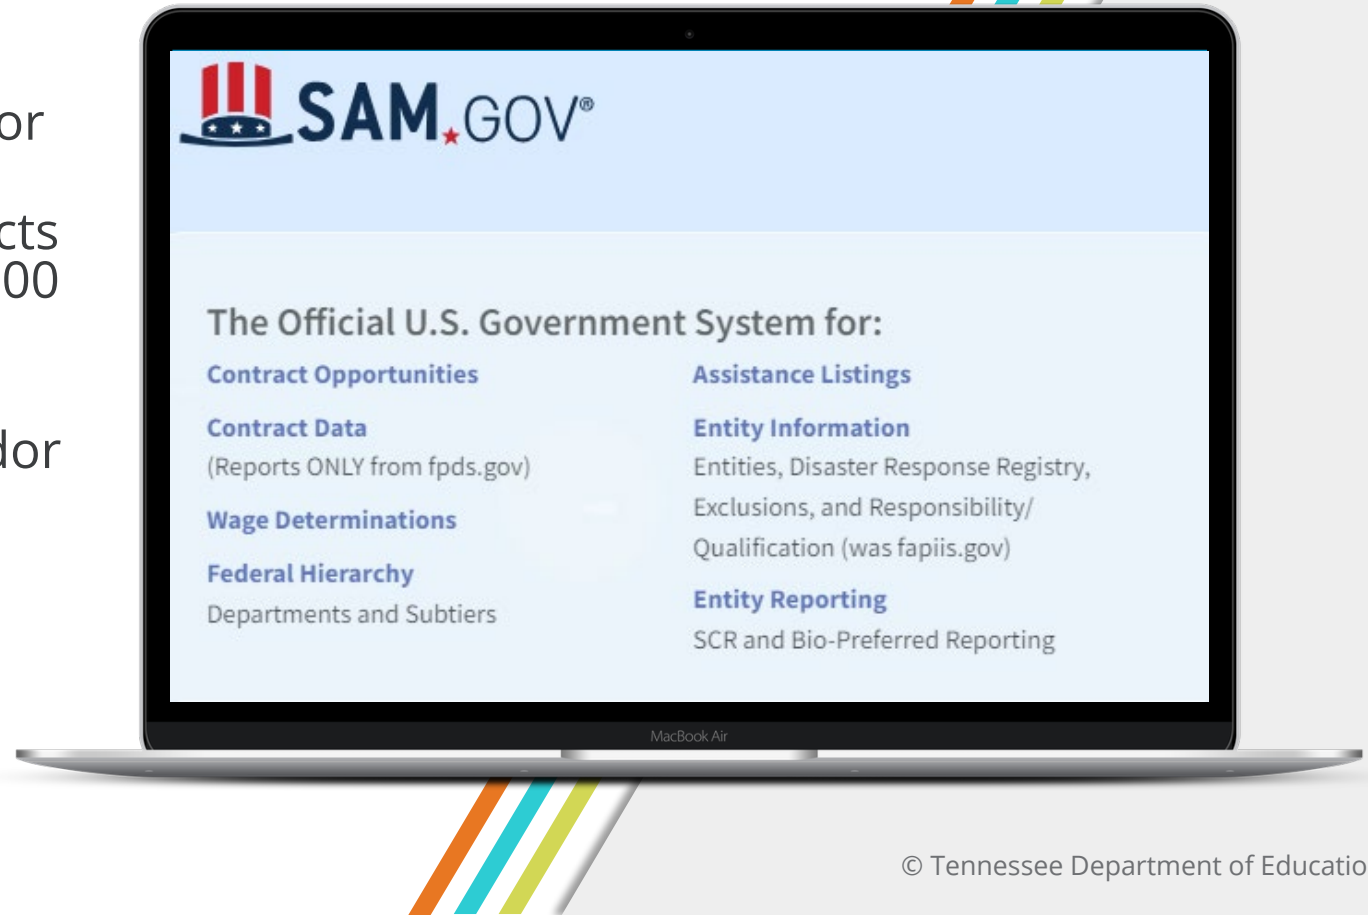 or
cts
00
dor
SAM.GOV®
The Official U.S. Government System for:
Contract Opportunities
Contract Data
(Reports ONLY from fpds.gov)
Wage Determinations
Federal Hierarchy
Departments and Subtiers
Assistance Listings
Entity Information
Entities, Disaster Response Registry,
Exclusions, and Responsibility/
Qualification (was fapiis.gov)
Entity Reporting
SCR and Bio-Preferred Reporting
MacBook Air
© Tennessee Department of Educatio